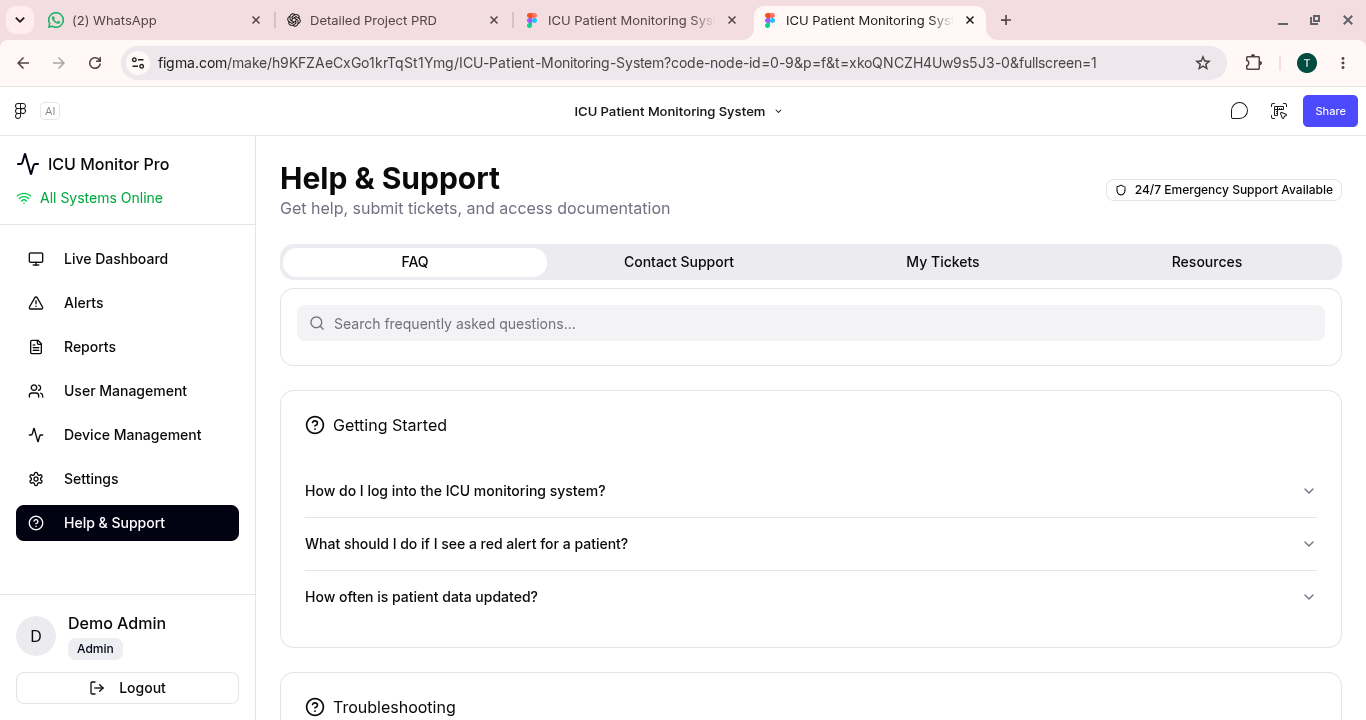 (2) WhatsApp
Detailed Project PRD
ICU Patient Monitoring Sys
ICU Patient Monitoring Sys
figma.com/make/h9KFZAeCxGo1krTqSt1Ymg/ICU-Patient-Monitoring-System?code-node-id=0-9&p=f&t=xkoQNCZH4Uw9s5J3-0&fullscreen=1
T
AI
ICU Patient Monitoring System
Share
ICU Monitor Pro
All Systems Online
Live Dashboard
Alerts
Reports
User Management
Device Management
Settings
Help & Support
D
Demo Admin
Admin
Logout
Help & Support
Get help, submit tickets, and access documentation
24/7 Emergency Support Available
FAQ
Contact Support
My Tickets
Resources
Search frequently asked questions...
Getting Started
How do I log into the ICU monitoring system?
What should I do if I see a red alert for a patient?
How often is patient data updated?
Troubleshooting